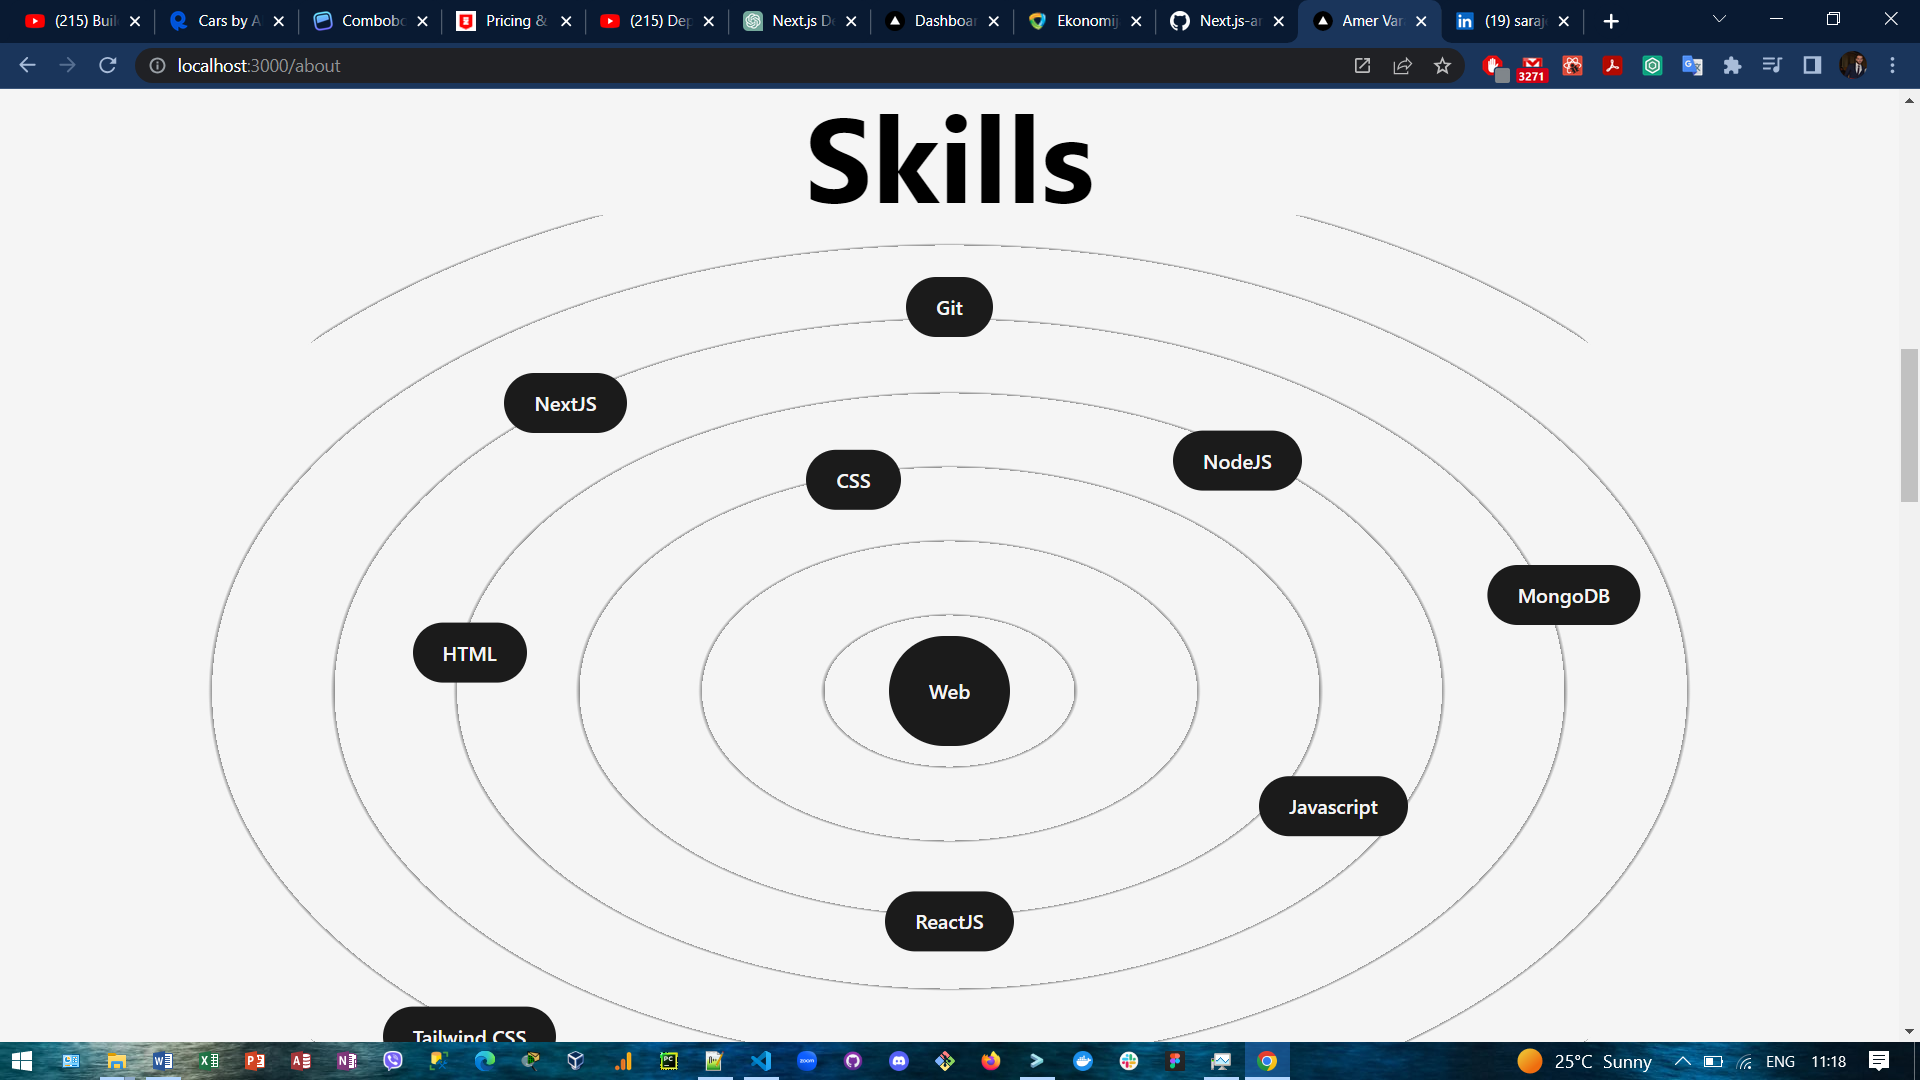 (215) Buil
Cars by A
Combobo
Pricing &
(215) Dep
Next.js De
Dashboar
Ekonomij
Next.js-ar
Amer Var
(19) saraj
localhost:3000/about
3271
Skills
Git
NextJS
NodeJS
CSS
MongoDB
HTML
Web
Javascript
ReactJS
Tailwind CSS
25°C Sunny
ENG
11:18